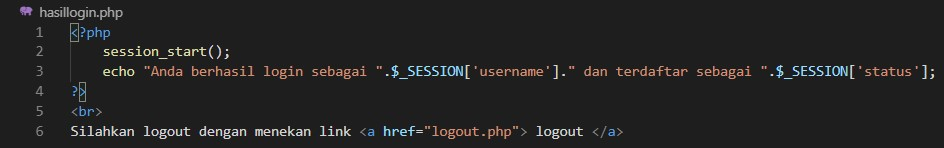 hasillogin.php
1 <?php
2 session_start();
3 echo "Anda berhasil login sebagai ".$_SESSION['username']." dan terdaftar sebagai ".$_SESSION['status'];
4 ?>
5 <br>
6 Silahkan logout dengan menekan link <a href="logout.php"> logout </a>